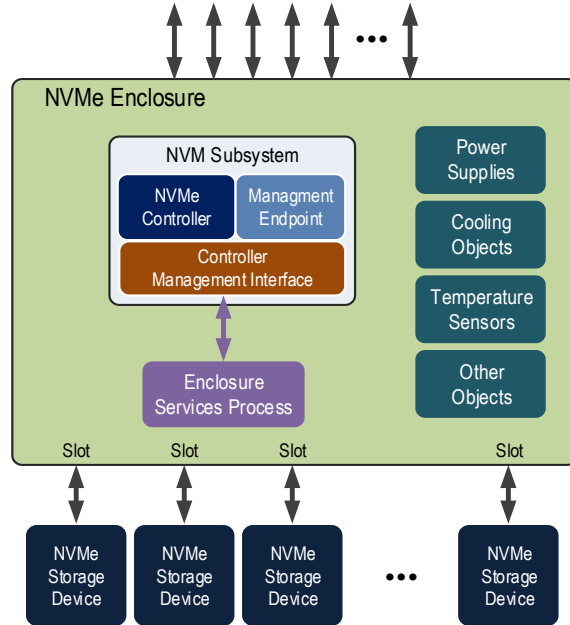 NVMe Enclosure
NVM Subsystem
NVMe
Controller
Managment
Endpoint
Controller
Management Interface
Enclosure
Services Process
Power
Supplies
Cooling
Objects
Temperature
Sensors
Other
Objects
Slot
Slot
Slot
Slot
NVMe
Storage
Device
NVMe
Storage
Device
NVMe
Storage
Device
NVMe
Storage
Device